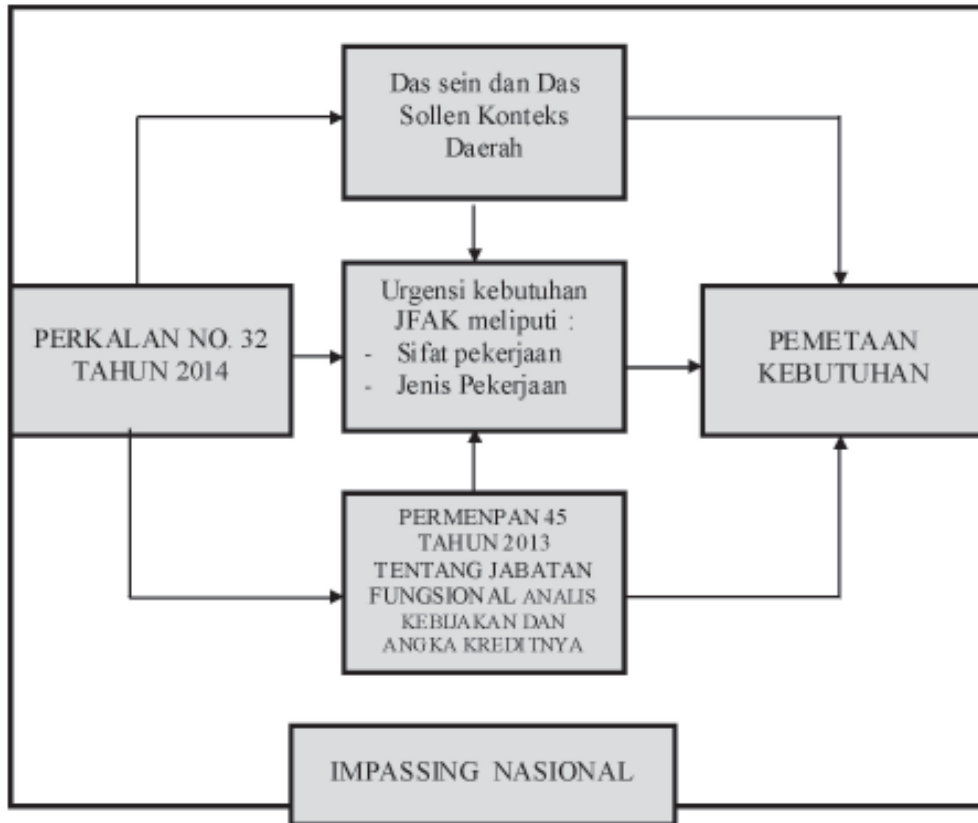 Das sein dan Das
Sollen Konteks
Daerah
PERKALAN NO. 32
TAHUN 2014
Urgensi kebutuhan
JFAK meliputi :
- Sifat pekerjaan
- Jenis Pekerjaan
PEMETAAN
KEBUTUHAN
PERMENPAN 45
TAHUN 2013
TENTANG JABATAN
FUNGSIONAL ANALIS
KEBIJAKAN DAN
ANGKA KREDITNYA
IMPASSING NASIONAL